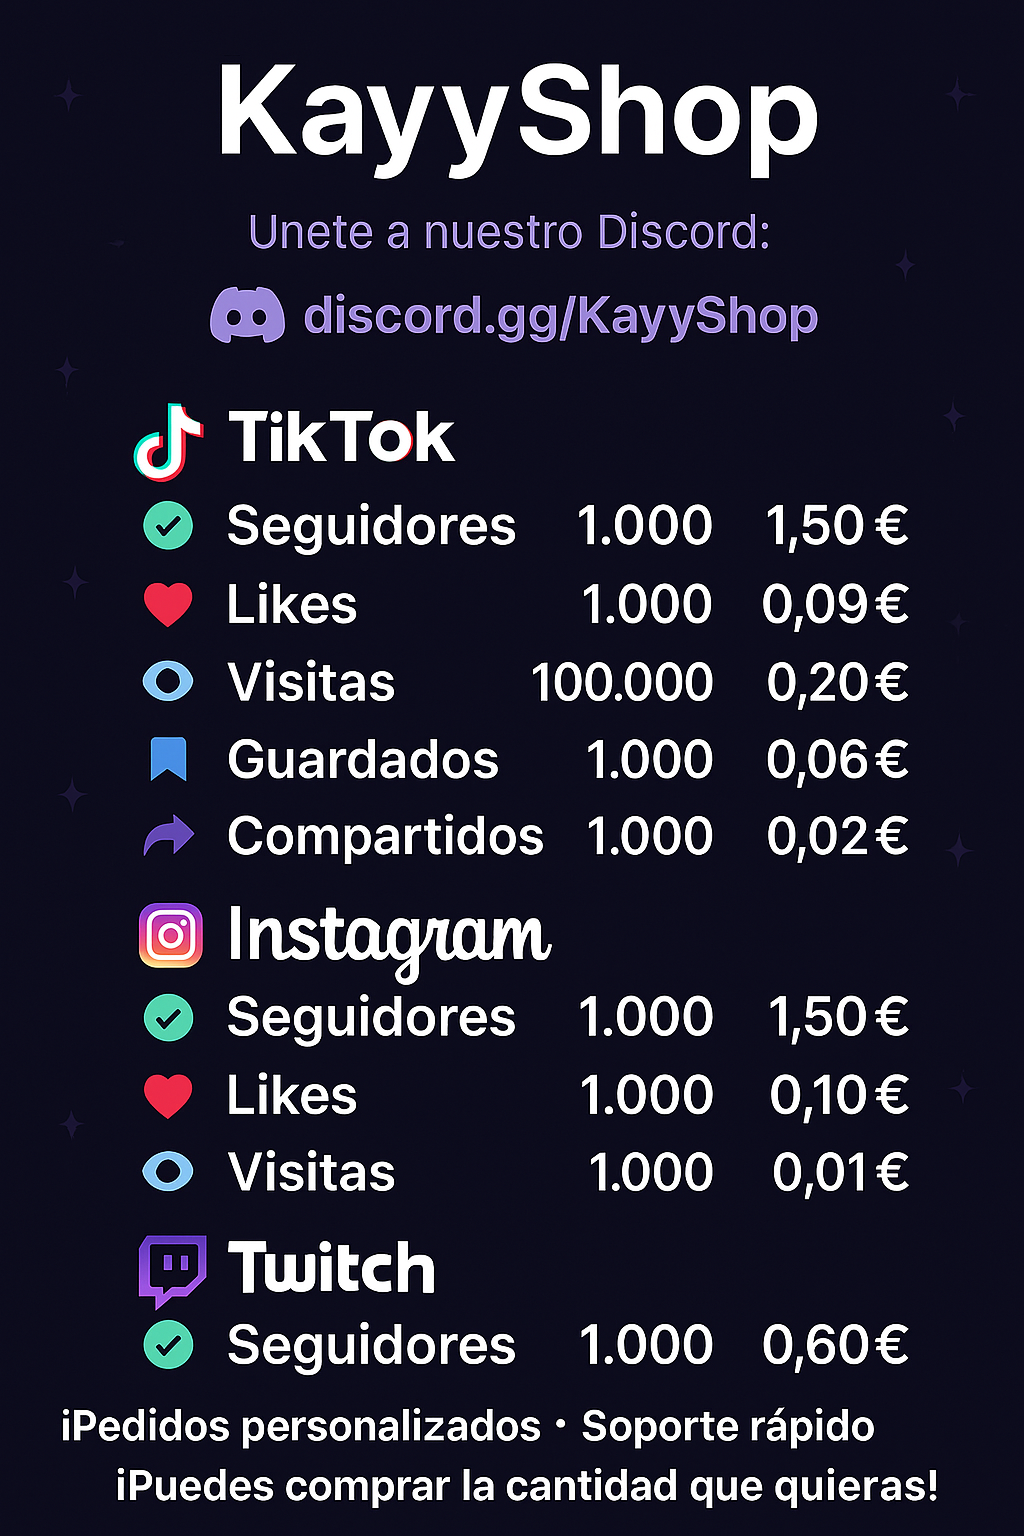 KayyShop
Unete a nuestro Discord:
discord.gg/KayyShop
TikTok
Seguidores 1.000 1,50 €
Likes 1.000 0,09 €
Visitas 100.000 0,20 €
Guardados 1.000 0,06 €
Compartidos 1.000 0,02 €
Instagram
Seguidores 1.000 1,50 €
Likes 1.000 0,10 €
Visitas 1.000 0,01 €
Twitch
Seguidores 1.000 0,60 €
¡Pedidos personalizados · Soporte rápido
¡Puedes comprar la cantidad que quieras!